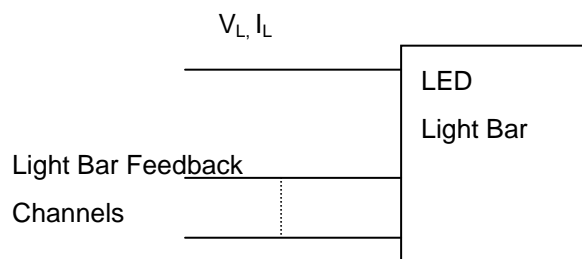 V_L, I_L
LED
Light Bar
Light Bar Feedback
Channels